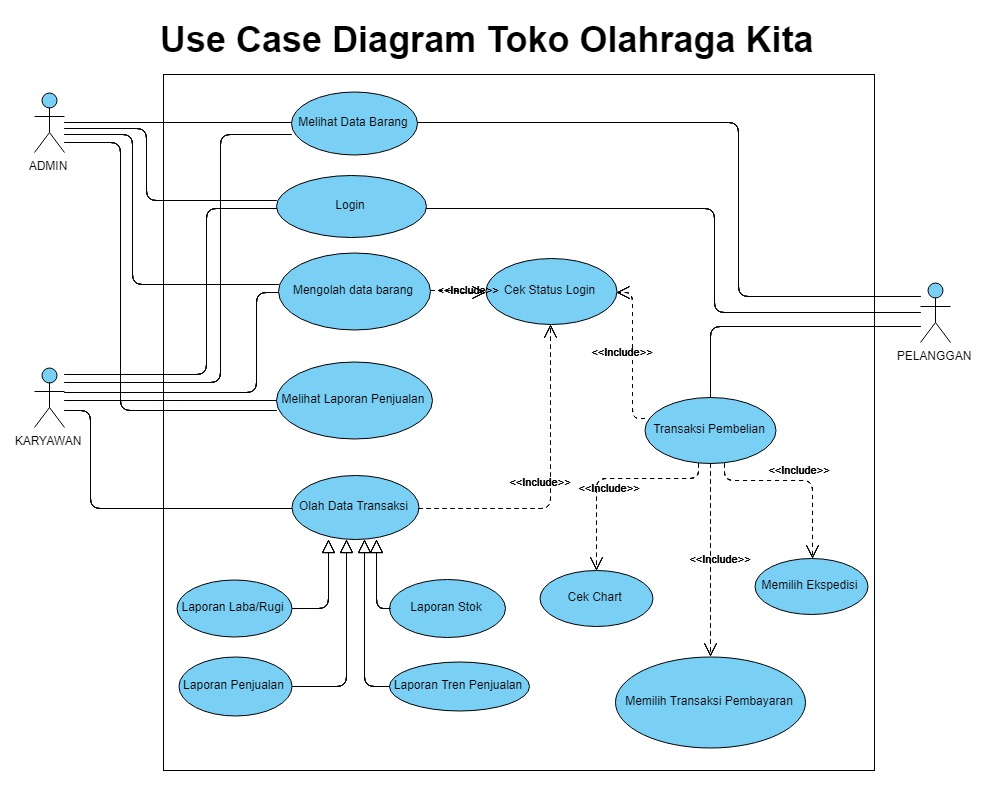 Use Case Diagram Toko Olahraga Kita
ADMIN
Melihat Data Barang
Login
Mengolah data barang
<<Include>>
Cek Status Login
PELANGGAN
<<Include>>
KARYAWAN
Melihat Laporan Penjualan
Transaksi Pembelian
<<Include>>
<<Include>>
<<Include>>
Olah Data Transaksi
<<Include>>
Laporan Laba/Rugi
Laporan Stok
Cek Chart
Memilih Ekspedisi
Laporan Penjualan
Laporan Tren Penjualan
Memilih Transaksi Pembayaran